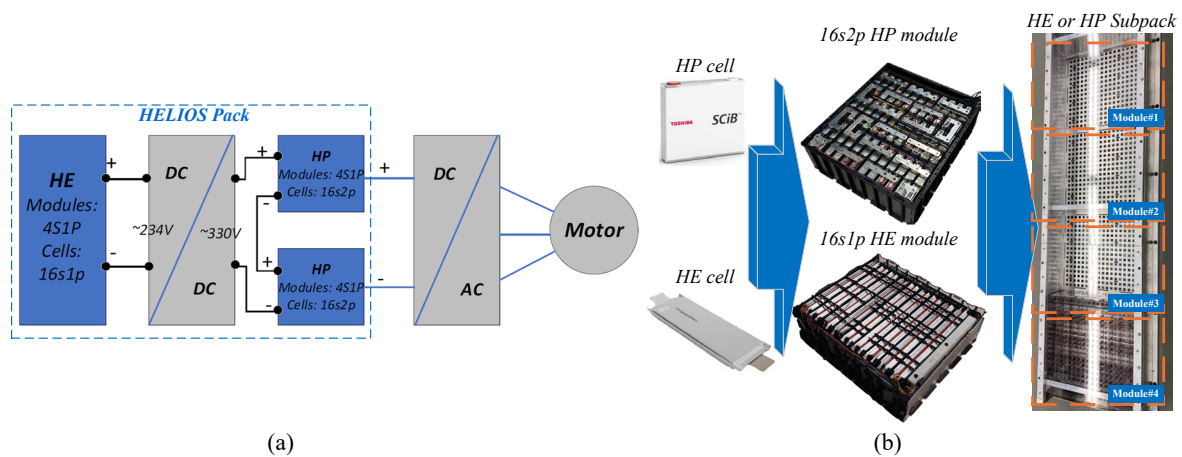 HELIOS Pack
HE
Modules:
4S1P
Cells:
16s1p
+
-
DC
~234V
~330V
DC
+
-
HP
Modules: 4S1P
Cells: 16s2p
+
-
HP
Modules: 4S1P
Cells: 16s2p
+
-
DC
AC
Motor
(a)
HP cell
TOSHIBA
SCiB™
HE cell
16s2p HP module
16s1p HE module
HE or HP Subpack
Module#1
Module#2
Module#3
Module#4
(b)